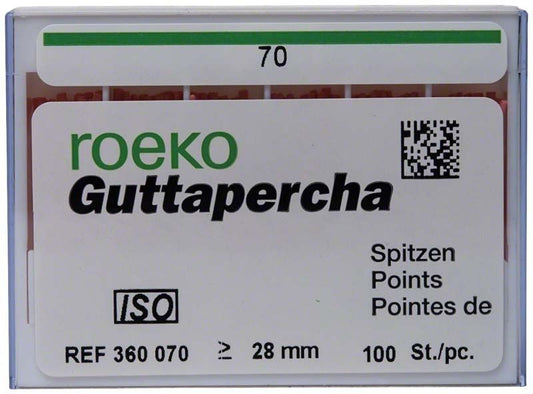 70
roeko
Guttapercha
Spitzen
Points
Pointes de
ISO
REF 360 070 ≥ 28 mm 100 St./pc.